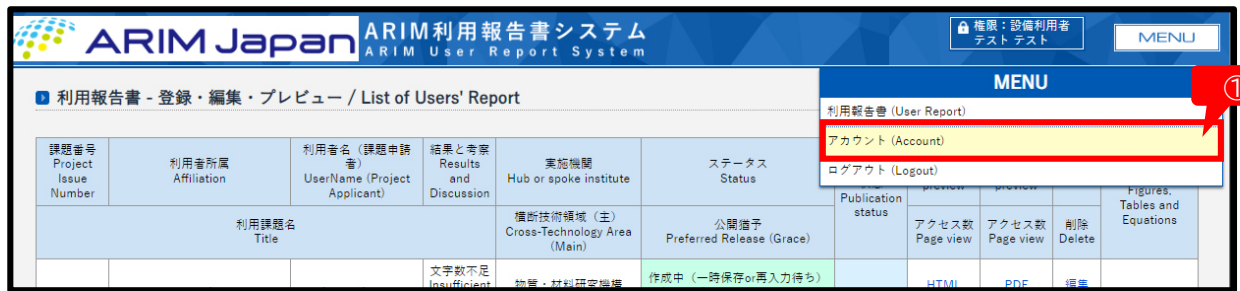 ARIM Japan
ARIM利用報告書システム
ARIM User Report System
権限：設備利用者
テスト テスト
MENU
利用報告書 - 登録・編集・プレビュー / List of Users' Report
MENU
①
利用報告書 (User Report)
アカウント (Account)
ログアウト (Logout)
課題番号
Project
Issue
Number
利用者所属
Affiliation
利用者名（課題申請
者）
UserName (Project
Applicant)
結果と考察
Results
and
Discussion
実施機関
Hub or spoke institute
ステータス
Status
Publication
status
preview
preview
Figures,
Tables and
Equations
利用課題名
Title
横断技術領域（主）
Cross-Technology Area
(Main)
公開猶予
Preferred Release (Grace)
アクセス数
Page view
アクセス数
Page view
削除
Delete
文字数不足
Insufficient
物質・材料研究機構
作成中（一時保存or再入力待ち）
HTML
PDF
編集